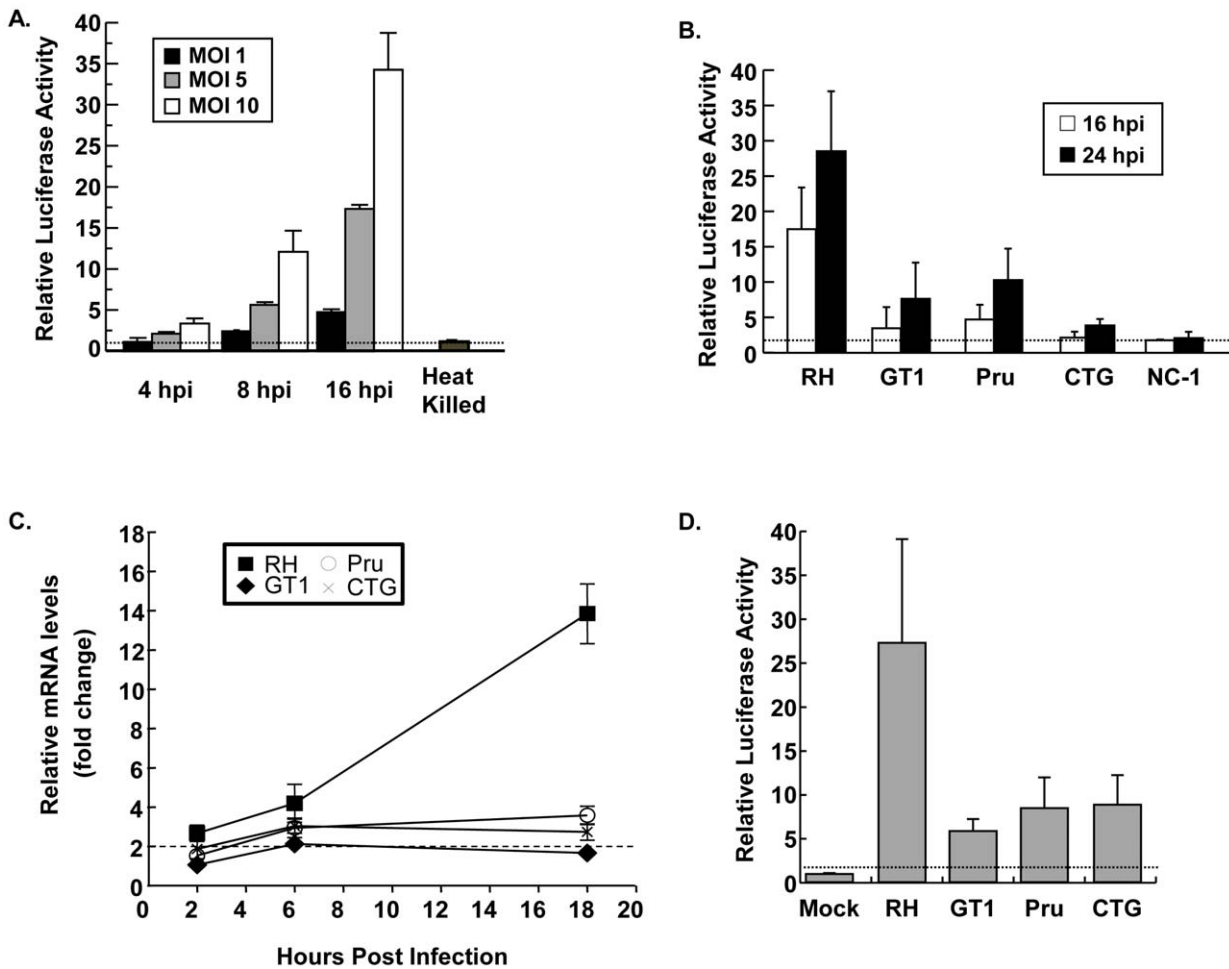 A.
Relative Luciferase Activity
40
35
30
25
20
15
10
5
0
MOI 1
MOI 5
MOI 10
4 hpi
8 hpi
16 hpi
Heat
Killed
B.
Relative Luciferase Activity
40
35
30
25
20
15
10
5
0
16 hpi
24 hpi
RH
GT1
Pru
CTG
NC-1
C.
Relative mRNA levels
(fold change)
18
16
14
12
10
8
6
4
2
0
RH
Pru
GT1
CTG
0 2 4 6 8 10 12 14 16 18 20
Hours Post Infection
D.
Relative Luciferase Activity
40
35
30
25
20
15
10
5
0
Mock
RH
GT1
Pru
CTG